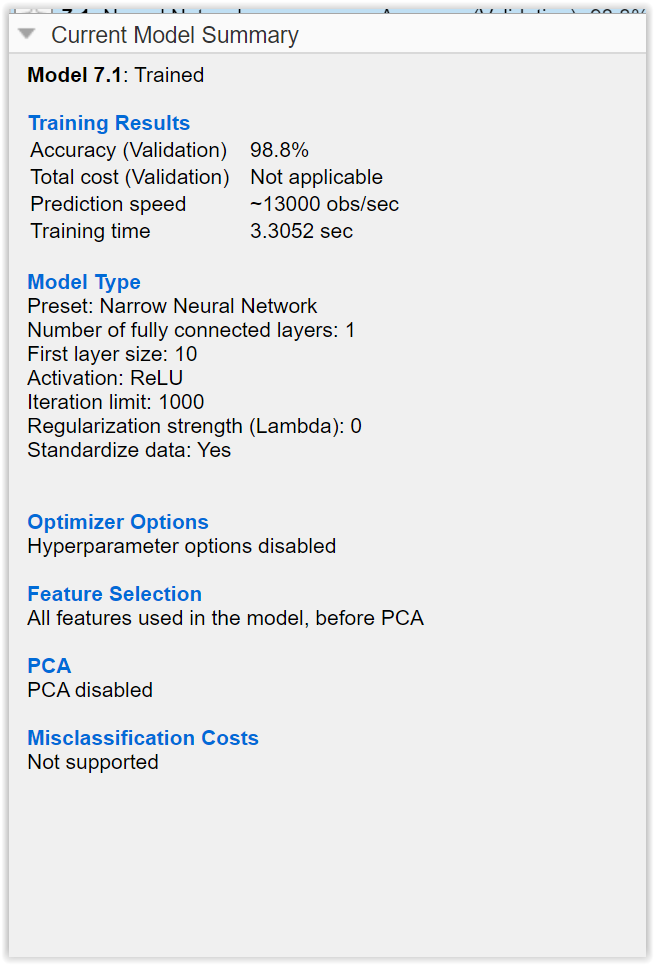 Current Model Summary
Model 7.1: Trained
Training Results
Accuracy (Validation) 98.8%
Total cost (Validation) Not applicable
Prediction speed ~13000 obs/sec
Training time 3.3052 sec
Model Type
Preset: Narrow Neural Network
Number of fully connected layers: 1
First layer size: 10
Activation: ReLU
Iteration limit: 1000
Regularization strength (Lambda): 0
Standardize data: Yes
Optimizer Options
Hyperparameter options disabled
Feature Selection
All features used in the model, before PCA
PCA
PCA disabled
Misclassification Costs
Not supported